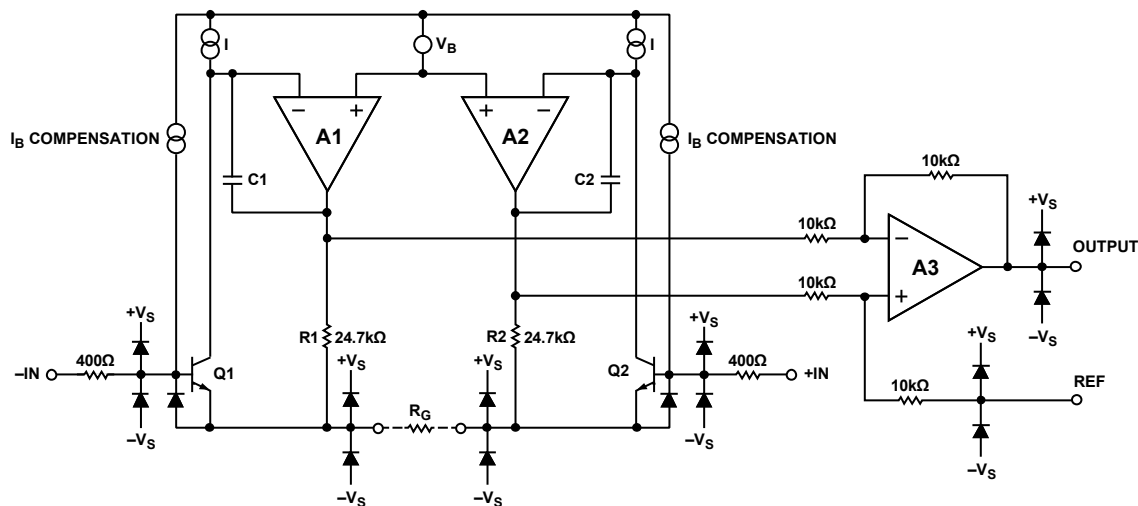 I
V_B
I
− +
+ −
A1
A2
I_B COMPENSATION
I_B COMPENSATION
C1
C2
10kΩ
+V_S
10kΩ
−
A3
OUTPUT
10kΩ
+
−V_S
+V_S
R1
24.7kΩ
R2
24.7kΩ
+V_S
−IN
400Ω
Q1
+V_S
+V_S
Q2
400Ω
+IN
+V_S
10kΩ
REF
−V_S
R_G
−V_S
−V_S
−V_S
−V_S